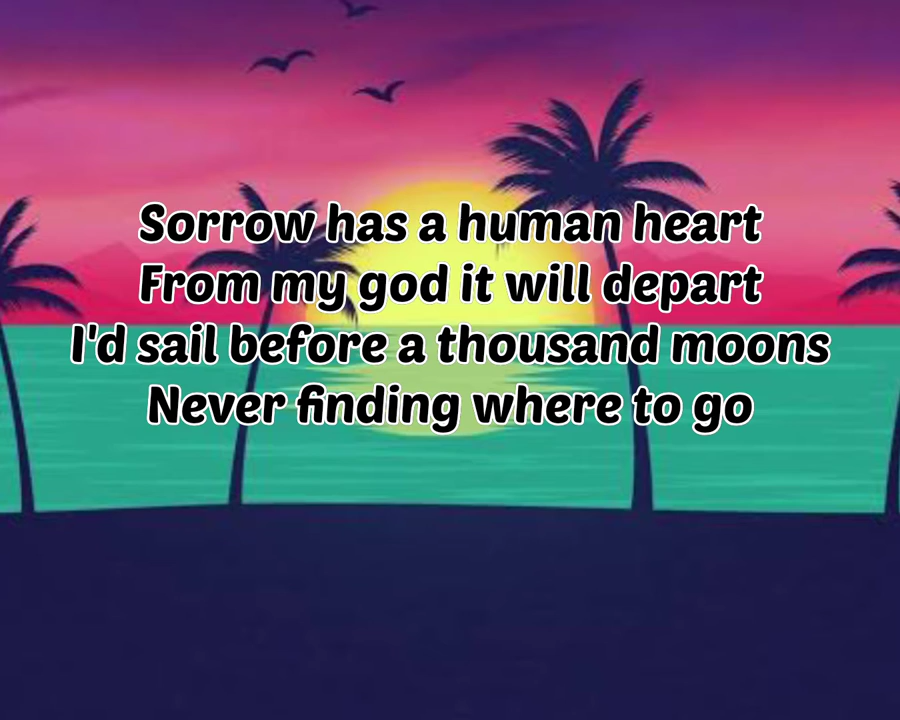 Sorrow has a human heart
From my god it will depart
I'd sail before a thousand moons
Never finding where to go